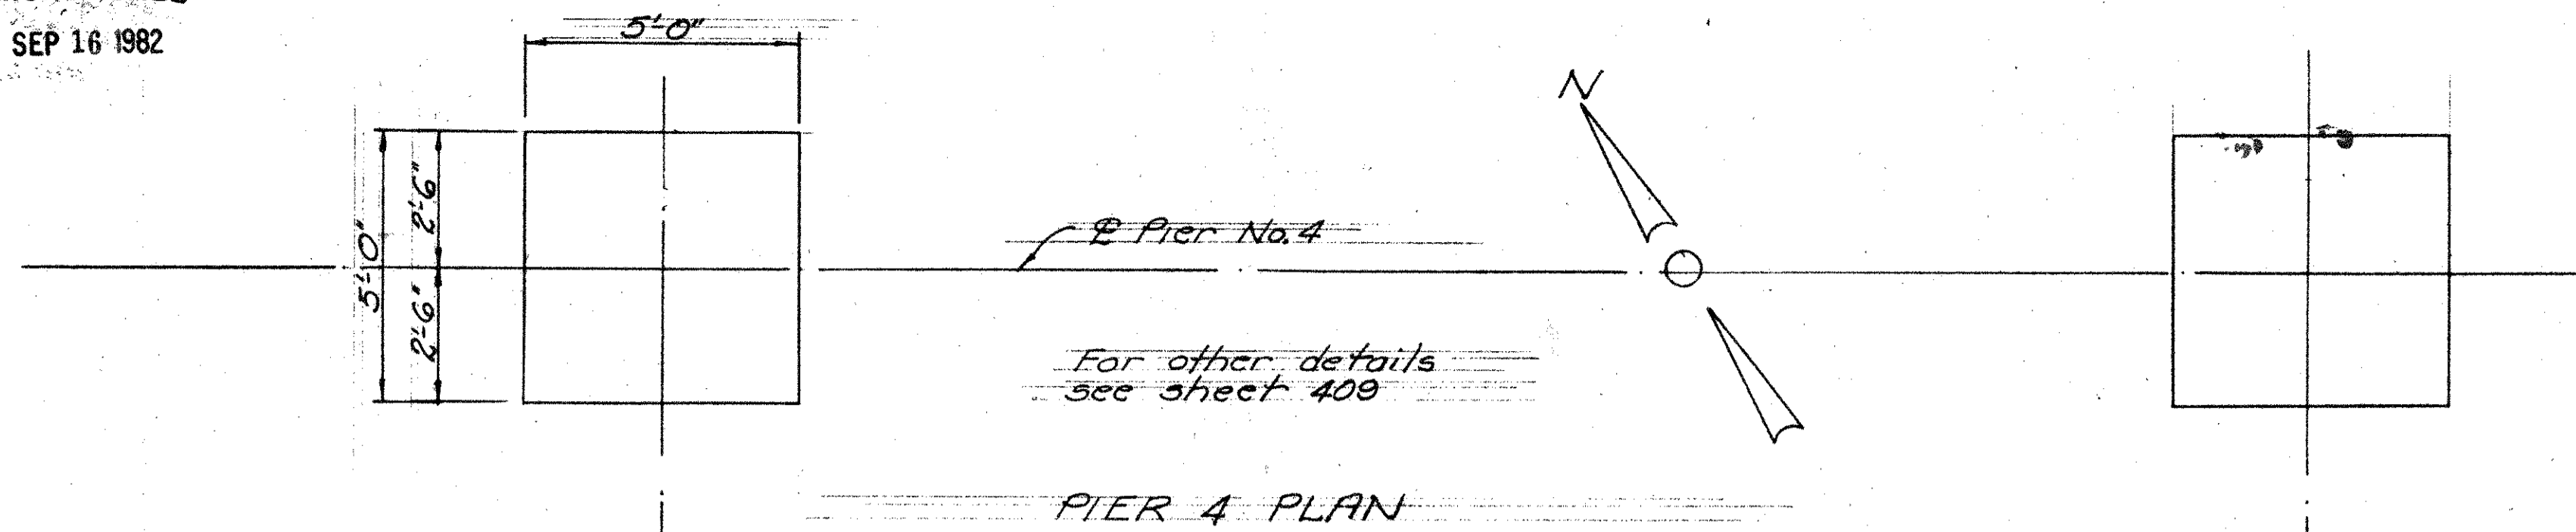 SEP 16 1982
5'-0"
N
2'-6"
5'-0"
2'-6"
℄ Pier No. 4
For other details
see sheet 409
PIER 4 PLAN